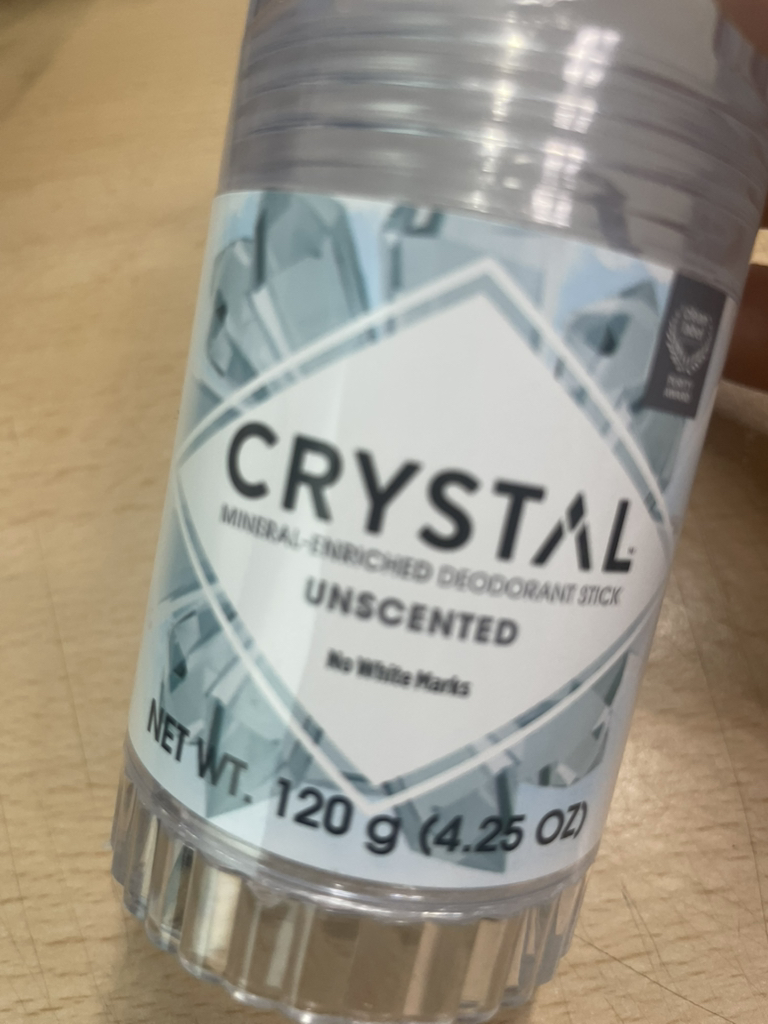 CRYSTAL
MINERAL-ENRICHED DEODORANT STICK
UNSCENTED
No White Marks
NET WT. 120 g (4.25 OZ)